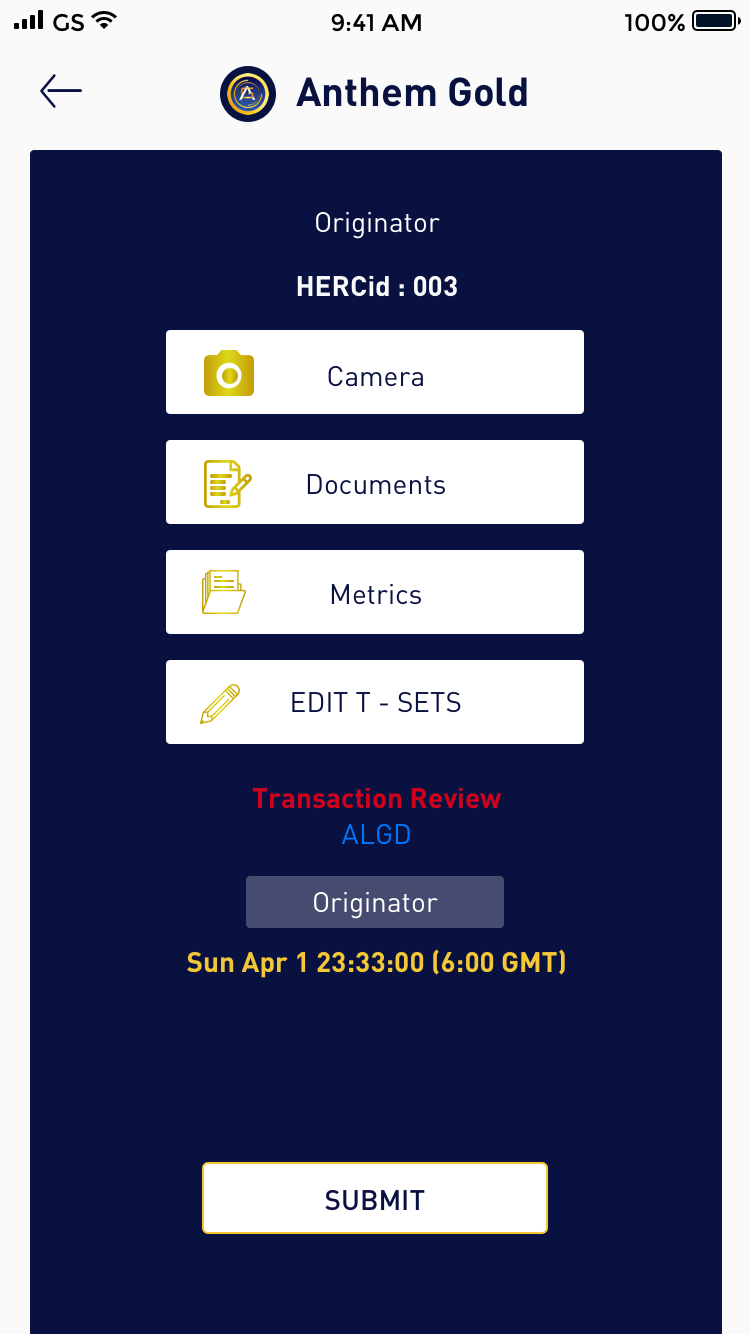 GS 9:41 AM 100%
Anthem Gold
Originator
HERCid : 003
Camera
Documents
Metrics
EDIT T - SETS
Transaction Review
ALGD
Originator
Sun Apr 1 23:33:00 (6:00 GMT)
SUBMIT